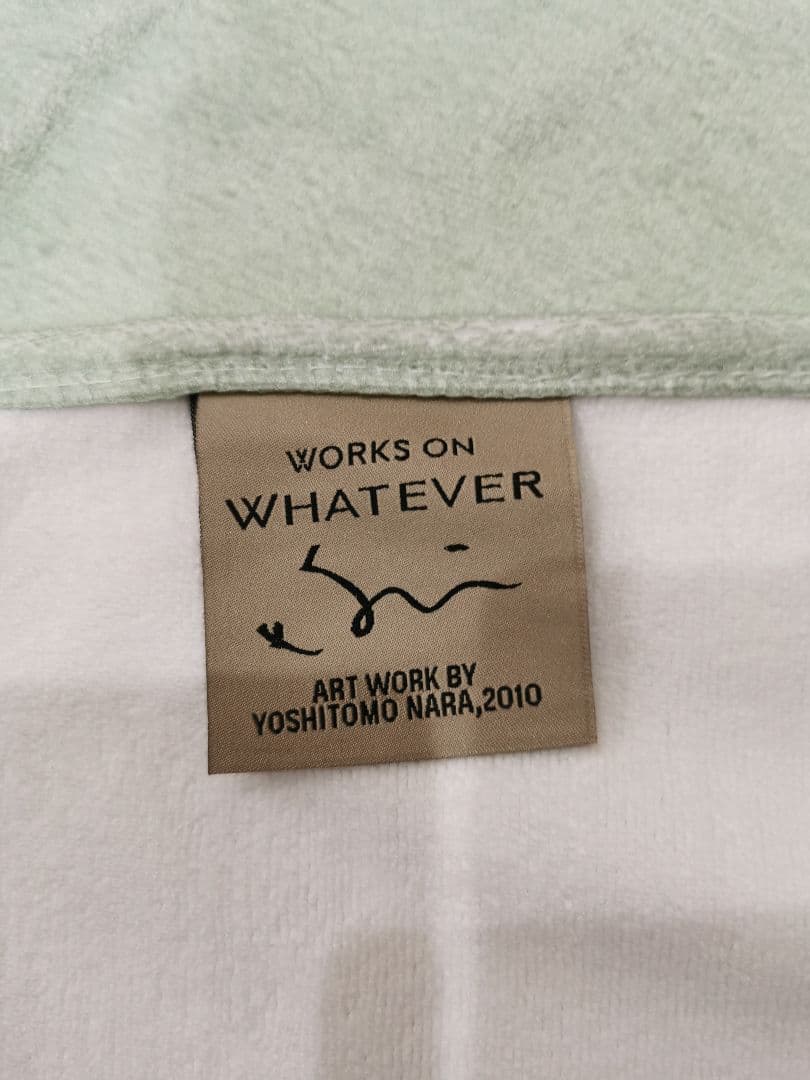 WORKS ON
WHATEVER
ART WORK BY
YOSHITOMO NARA,2010